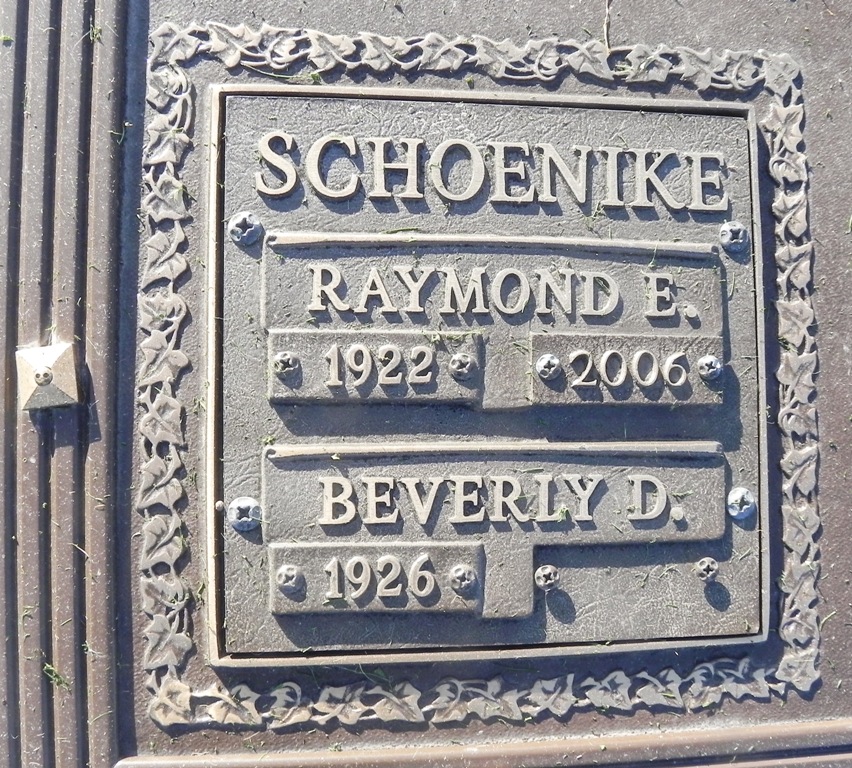 SCHOENIKE
RAYMOND E.
1922 2006
BEVERLY D.
1926